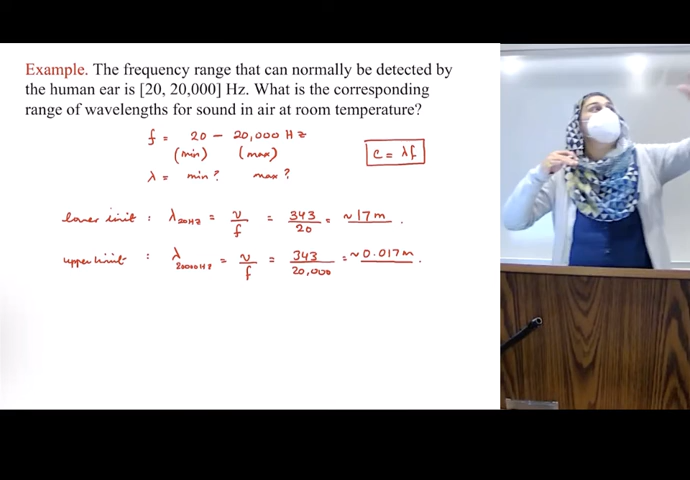 Example. The frequency range that can normally be detected by
the human ear is [20, 20,000] Hz. What is the corresponding
range of wavelengths for sound in air at room temperature?
f = 20 – 20,000 Hz
(min) (max)
c = λf
λ = min? max?
lower limit : λ20Hz = v/f = 343/20 = ~17m.
upper limit : λ20000Hz = v/f = 343/20,000 = ~0.017m.